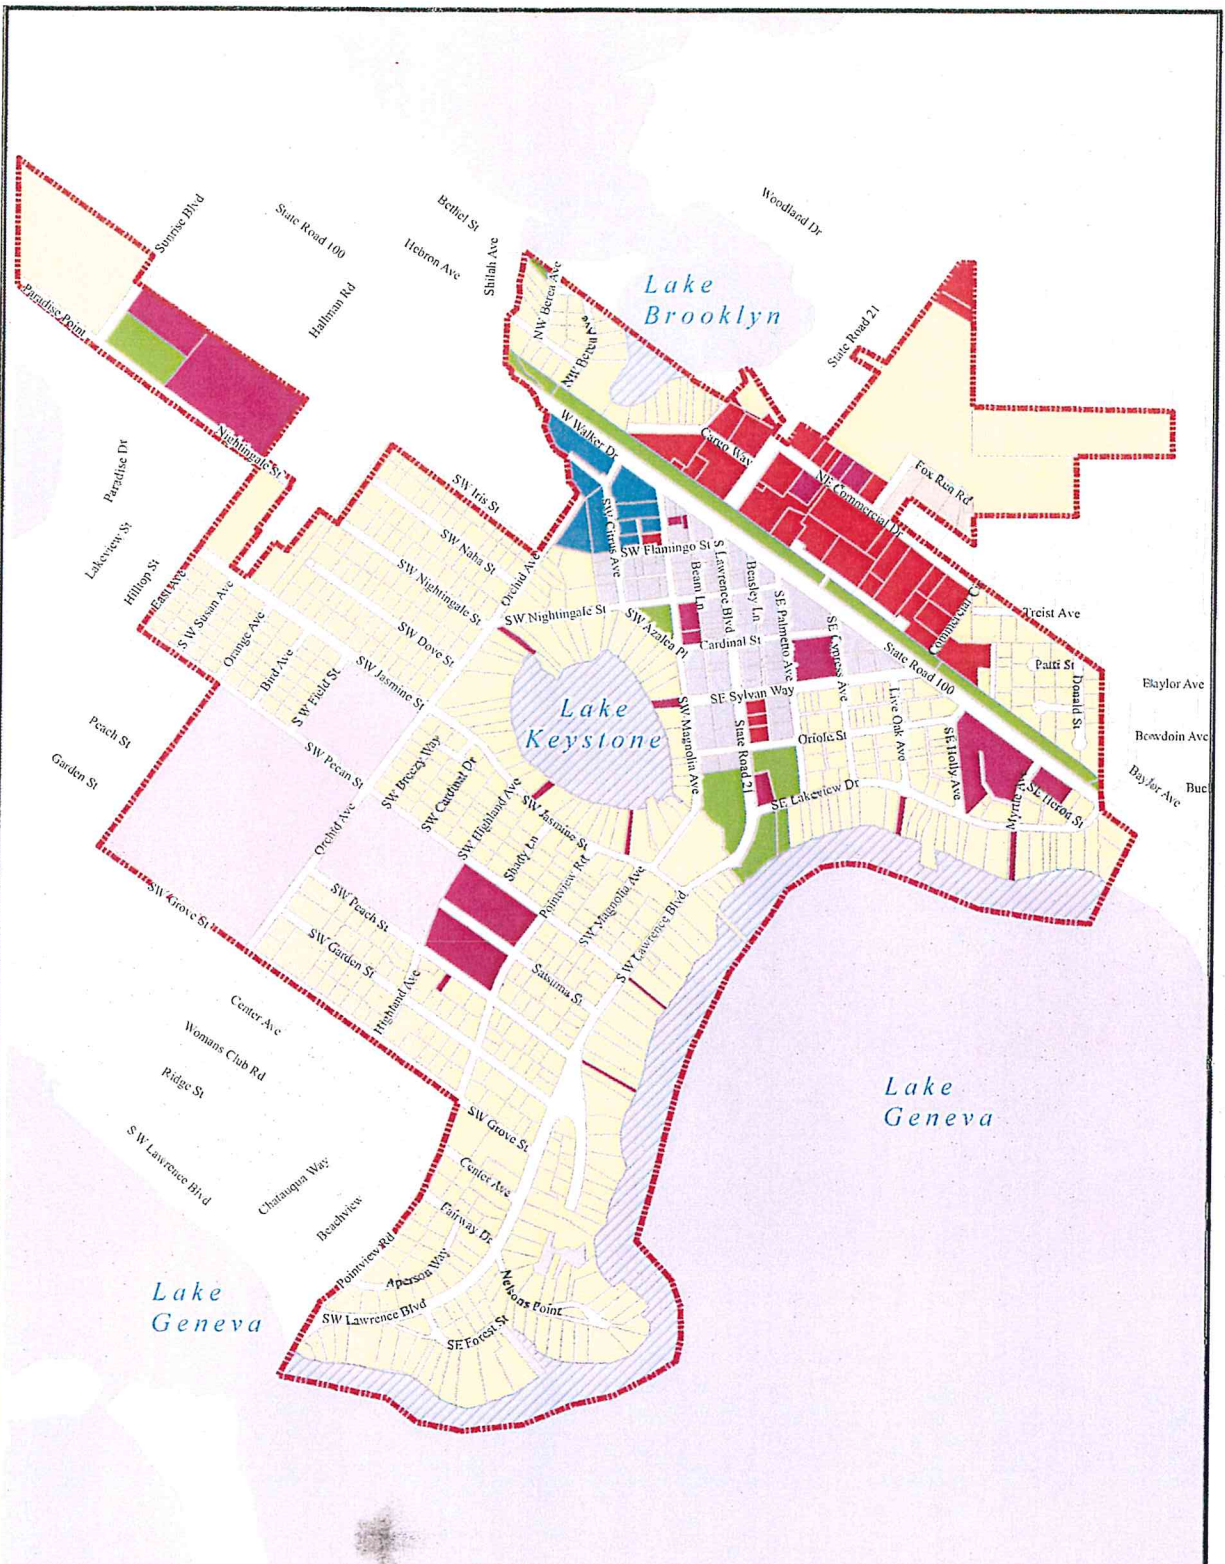 Woodland Dr
Bethel St
Sunrise Blvd
State Road 100
Hebron Ave
Shilah Ave
Lake
Brooklyn
NW Berea Ave
Hallman Rd
Paradise Point
State Road 21
NW Berea Ave
W Walker Dr
Cargo Way
Nightingale St
Paradise Dr
SW Iris St
NE Commercial Dr
Fox Run Rd
Lakeview St
SW Naba St
SW Citrus Ave
SW Flamingo St
Hilltop St
East Ave
SW Nightingale St
Orchid Ave
Beam Ln
S Lawrence Blvd
Beasley Ln
SE Palmetto Ave
SE Cypress Ave
Treist Ave
S W Susan Ave
Orange Ave
SW Dove St
SW Nightingale St
SW Azalea Pl
Cardinal St
State Road 100
Patti St
Donald St
Baylor Ave
Bird Ave
S W Field St
SW Jasmine St
SE Sylvan Way
Live Oak Ave
Lake
Keystone
SW Magnolia Ave
State Road 21
Oriole St
SE Holly Ave
Bowdoin Ave
Peach St
Garden St
SW Pecan St
SW Breezy Way
SW Cardinal Dr
SW Highland Ave
SW Jasmine St
SE Lakeview Dr
SE Heron St
Baylor Ave
Orchid Ave
Shady Ln
Pointview Rd
SW Magnolia Ave
SW Lawrence Blvd
SW Grove St
SW Peach St
SW Garden St
Highland Ave
Satsuma St
Center Ave
Womans Club Rd
Ridge St
Lake
Geneva
SW Grove St
S W Lawrence Blvd
Chatauqua Way
Beachview
Center Ave
Fairway Dr
Pointview Rd
Aperson Way
Nelsons Point
Lake
Geneva
SW Lawrence Blvd
SE Forest St